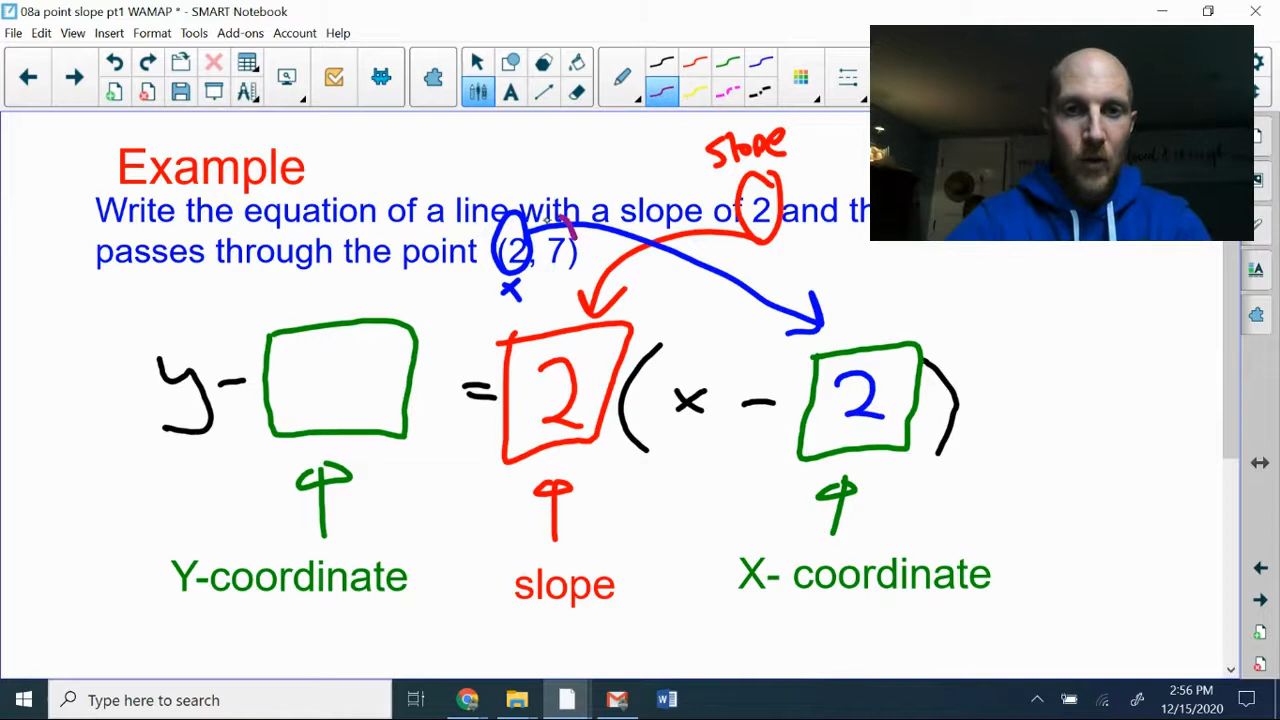 08a point slope pt1 WAMAP * - SMART Notebook
File Edit View Insert Format Tools Add-ons Account Help
slope
Example
Write the equation of a line with a slope of 2 and th
passes through the point (2, 7)
x
y - = 2 ( x - 2 )
Y-coordinate slope X- coordinate
Type here to search
2:56 PM
12/15/2020